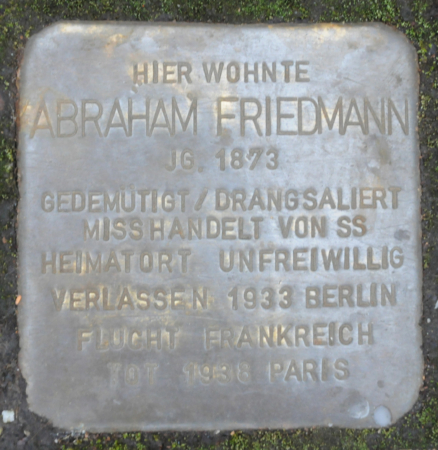 HIER WOHNTE
ABRAHAM FRIEDMANN
JG. 1873
GEDEMÜTIGT / DRANGSALIERT
MISSHANDELT VON SS
HEIMATORT UNFREIWILLIG
VERLASSEN 1933 BERLIN
FLUCHT FRANKREICH
TOT 1938 PARIS